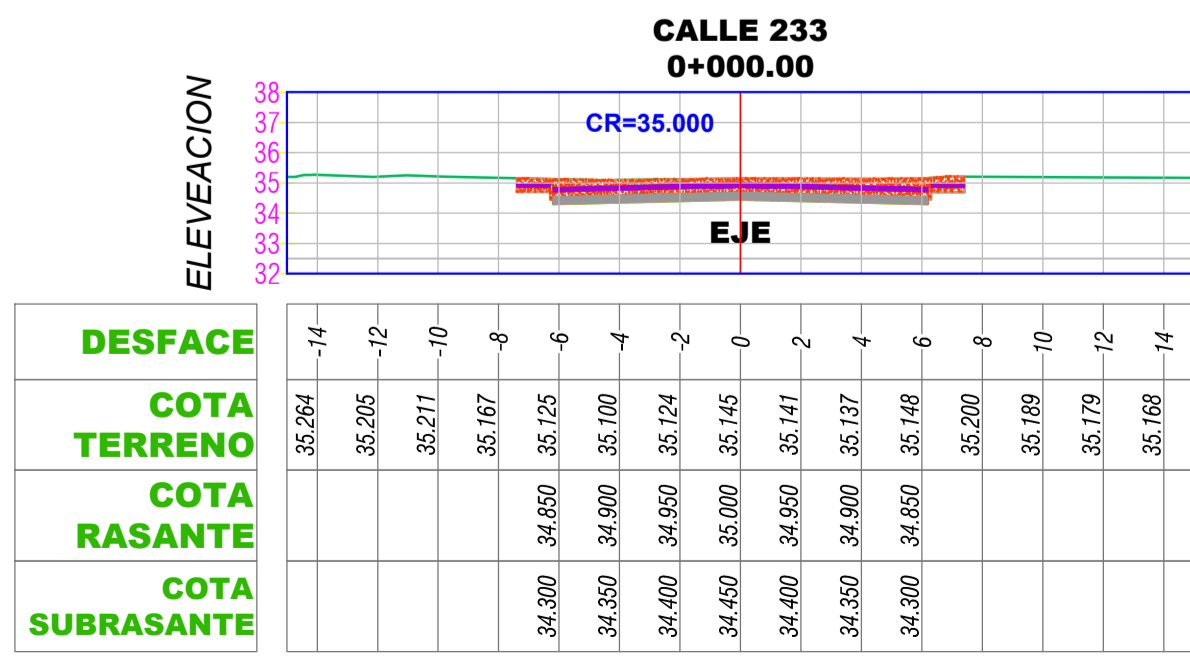 CALLE 233
0+000.00
ELEVEACION
38
37
36
35
34
33
32
CR=35.000
EJE
DESFACE -14 -12 -10 -8 -6 -4 -2 0 2 4 6 8 10 12 14
COTA
TERRENO
35.264 35.205 35.211 35.167 35.125 35.100 35.124 35.145 35.141 35.137 35.148 35.200 35.189 35.179 35.168
COTA
RASANTE
34.850 34.900 34.950 35.000 34.950 34.900 34.850
COTA
SUBRASANTE
34.300 34.350 34.400 34.450 34.400 34.350 34.300